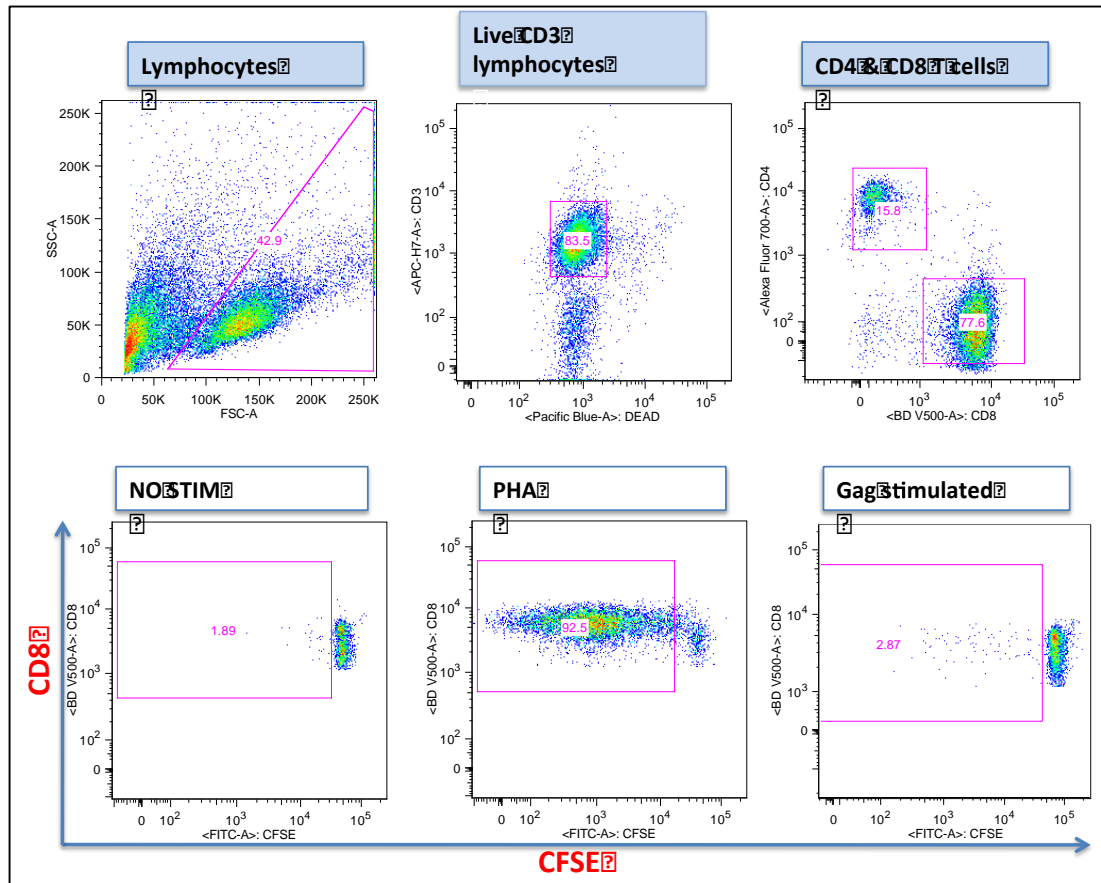 Lymphocytes⍰
⍰
Live⍰CD3⍰
lymphocytes⍰
⍰
CD4⍰&⍰CD8⍰T⍰cells⍰
⍰
250K
200K
150K
100K
50K
0
SSC-A
42.9
0 50K 100K 150K 200K 250K
FSC-A
10^5
10^4
10^3
10^2
0
<APC-H7-A>: CD3
83.5
0 10^2 10^3 10^4 10^5
<Pacific Blue-A>: DEAD
10^5
10^4
10^3
10^2
0
<Alexa Fluor 700-A>: CD4
15.8
77.6
0 10^3 10^4 10^5
<BD V500-A>: CD8
NO⍰STIM⍰
⍰
PHA⍰
⍰
Gag⍰stimulated⍰
⍰
CD8⍰
10^5
10^4
10^3
10^2
0
<BD V500-A>: CD8
1.89
0 10^3 10^4 10^5
<FITC-A>: CFSE
10^5
10^4
10^3
10^2
0
<BD V500-A>: CD8
92.5
0 10^2 10^3 10^4 10^5
<FITC-A>: CFSE
10^5
10^4
10^3
0
<BD V500-A>: CD8
2.87
0 10^2 10^3 10^4 10^5
<FITC-A>: CFSE
CFSE⍰